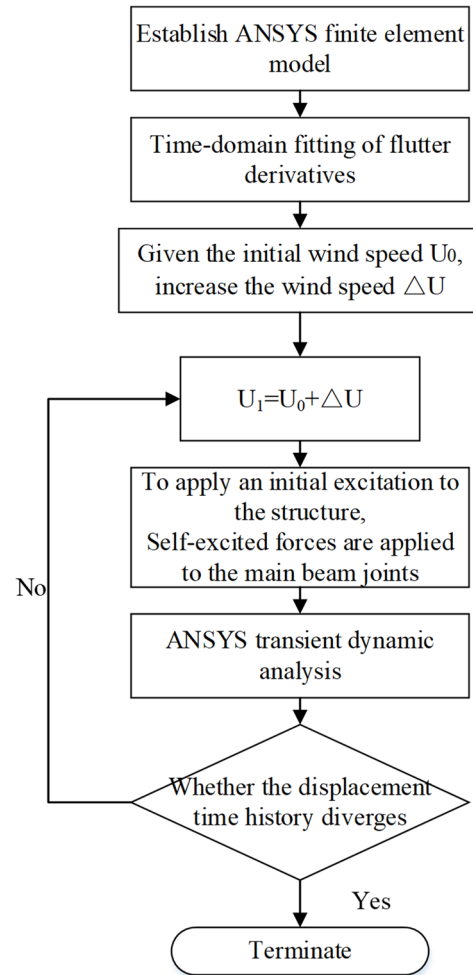 Establish ANSYS finite element
model
Time-domain fitting of flutter
derivatives
Given the initial wind speed U₀,
increase the wind speed △U
U₁=U₀+△U
To apply an initial excitation to
the structure,
Self-excited forces are applied
to the main beam joints
No
ANSYS transient dynamic
analysis
Whether the displacement
time history diverges
Yes
Terminate